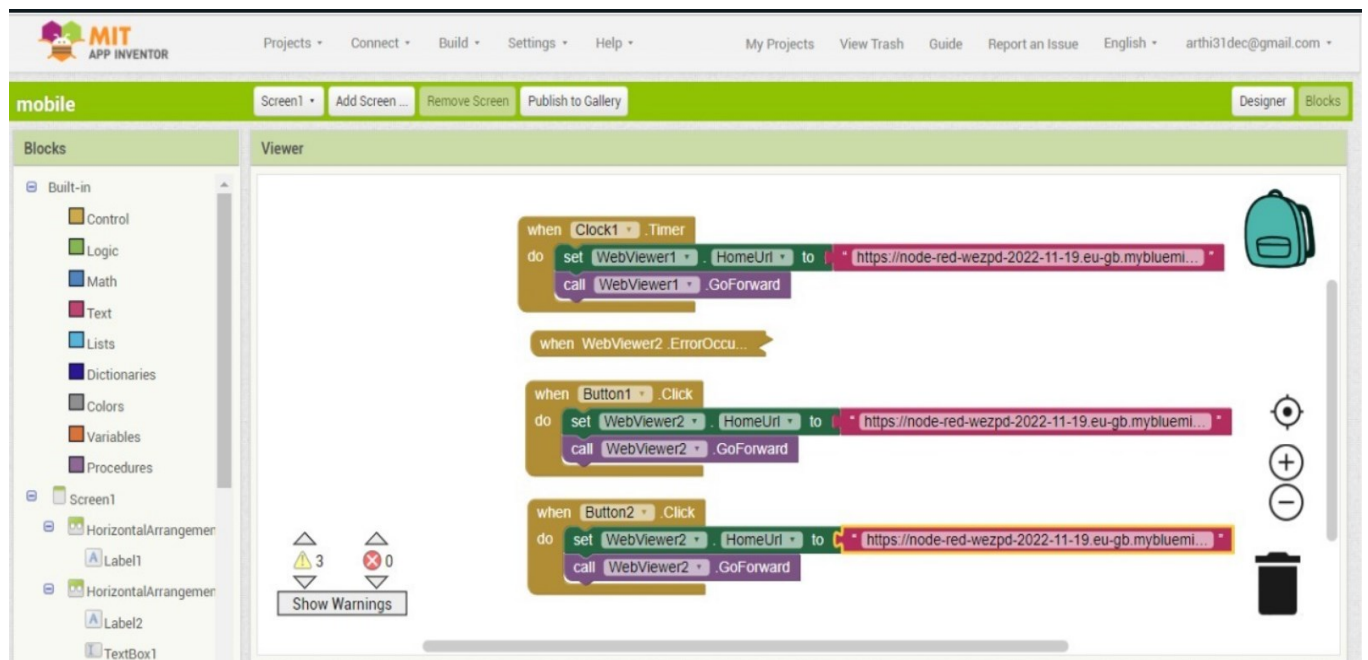 MIT
APP INVENTOR
Projects Connect Build Settings Help My Projects View Trash Guide Report an Issue English arthi31dec@gmail.com
mobile Screen1 Add Screen ... Remove Screen Publish to Gallery Designer Blocks
Blocks Viewer
Built-in
Control
Logic
Math
Text
Lists
Dictionaries
Colors
Variables
Procedures
Screen1
HorizontalArrangemen
Label1
HorizontalArrangemen
Label2
TextBox1
when Clock1 .Timer
do set WebViewer1 . HomeUrl to " https://node-red-wezpd-2022-11-19.eu-gb.mybluemi... "
call WebViewer1 .GoForward
when WebViewer2 .ErrorOccu...
when Button1 .Click
do set WebViewer2 . HomeUrl to " https://node-red-wezpd-2022-11-19.eu-gb.mybluemi... "
call WebViewer2 .GoForward
when Button2 .Click
do set WebViewer2 . HomeUrl to " https://node-red-wezpd-2022-11-19.eu-gb.mybluemi... "
call WebViewer2 .GoForward
3 0
Show Warnings